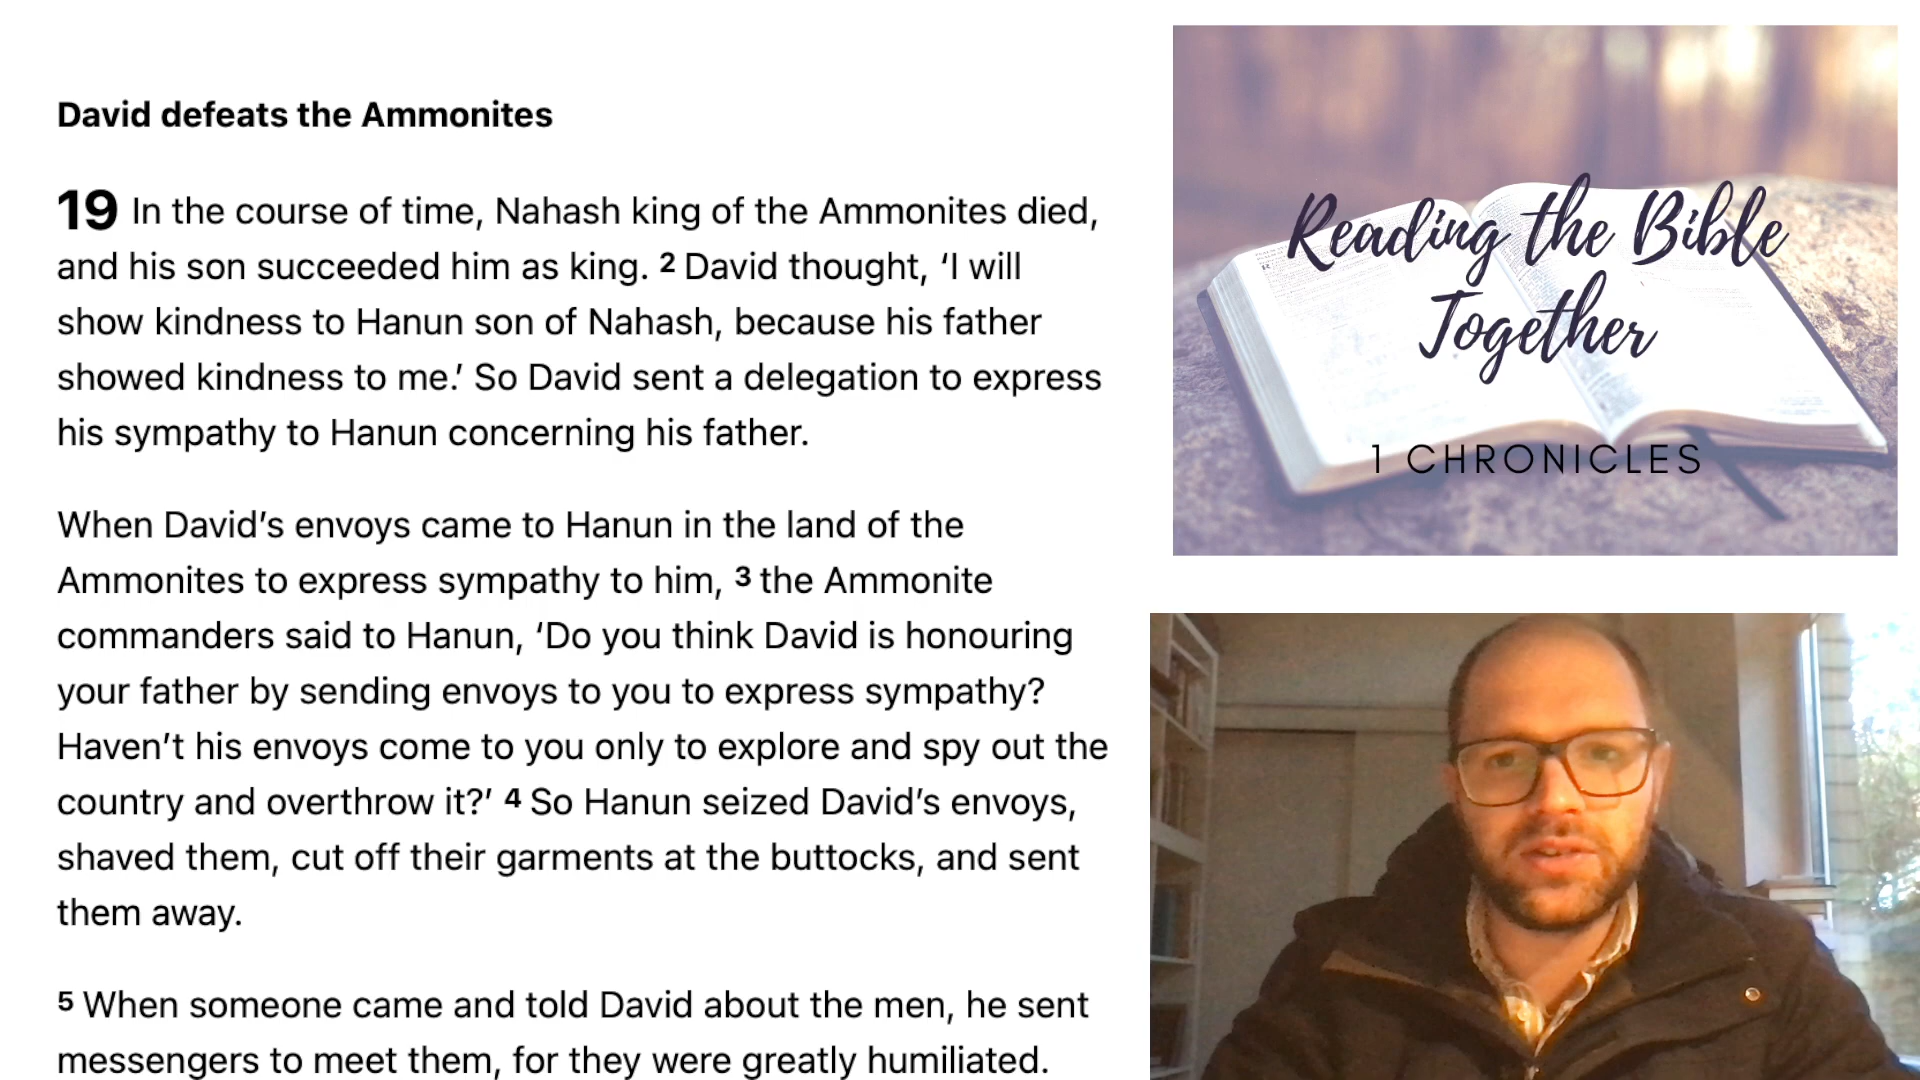 David defeats the Ammonites
19 In the course of time, Nahash king of the Ammonites died,
and his son succeeded him as king. 2 David thought, ‘I will
show kindness to Hanun son of Nahash, because his father
showed kindness to me.’ So David sent a delegation to express
his sympathy to Hanun concerning his father.
When David’s envoys came to Hanun in the land of the
Ammonites to express sympathy to him, 3 the Ammonite
commanders said to Hanun, ‘Do you think David is honouring
your father by sending envoys to you to express sympathy?
Haven’t his envoys come to you only to explore and spy out the
country and overthrow it?’ 4 So Hanun seized David’s envoys,
shaved them, cut off their garments at the buttocks, and sent
them away.
5 When someone came and told David about the men, he sent
messengers to meet them, for they were greatly humiliated.
Reading the Bible
Together
1 CHRONICLES